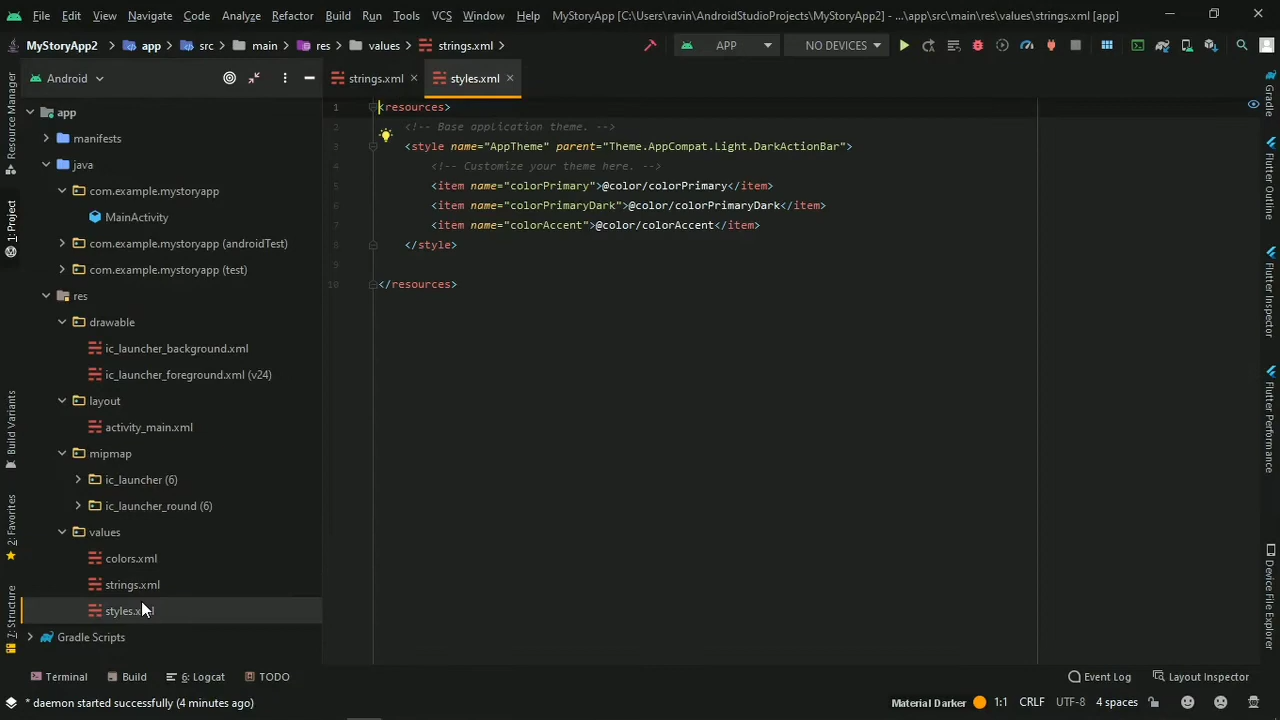 File Edit View Navigate Code Analyze Refactor Build Run Tools VCS Window Help MyStoryApp [C:\Users\ravin\AndroidStudioProjects\MyStoryApp2] - ...\app\src\main\res\values\strings.xml [app]
MyStoryApp2 app src main res values strings.xml APP NO DEVICES
Android strings.xml styles.xml
app
manifests
java
com.example.mystoryapp
MainActivity
com.example.mystoryapp (androidTest)
com.example.mystoryapp (test)
res
drawable
ic_launcher_background.xml
ic_launcher_foreground.xml (v24)
layout
activity_main.xml
mipmap
ic_launcher (6)
ic_launcher_round (6)
values
colors.xml
strings.xml
Gradle Scripts
1 <resources>
2 <!-- Base application theme. -->
3 <style name="AppTheme" parent="Theme.AppCompat.Light.DarkActionBar">
4 <!-- Customize your theme here. -->
5 <item name="colorPrimary">@color/colorPrimary</item>
6 <item name="colorPrimaryDark">@color/colorPrimaryDark</item>
7 <item name="colorAccent">@color/colorAccent</item>
8 </style>
9
10 </resources>
Resource Manager
1: Project
Build Variants
2: Favorites
7: Structure
Gradle
Flutter Outline
Flutter Inspector
Flutter Performance
Device File Explorer
Terminal Build 6: Logcat TODO Event Log Layout Inspector
* daemon started successfully (4 minutes ago) Material Darker 1:1 CRLF UTF-8 4 spaces